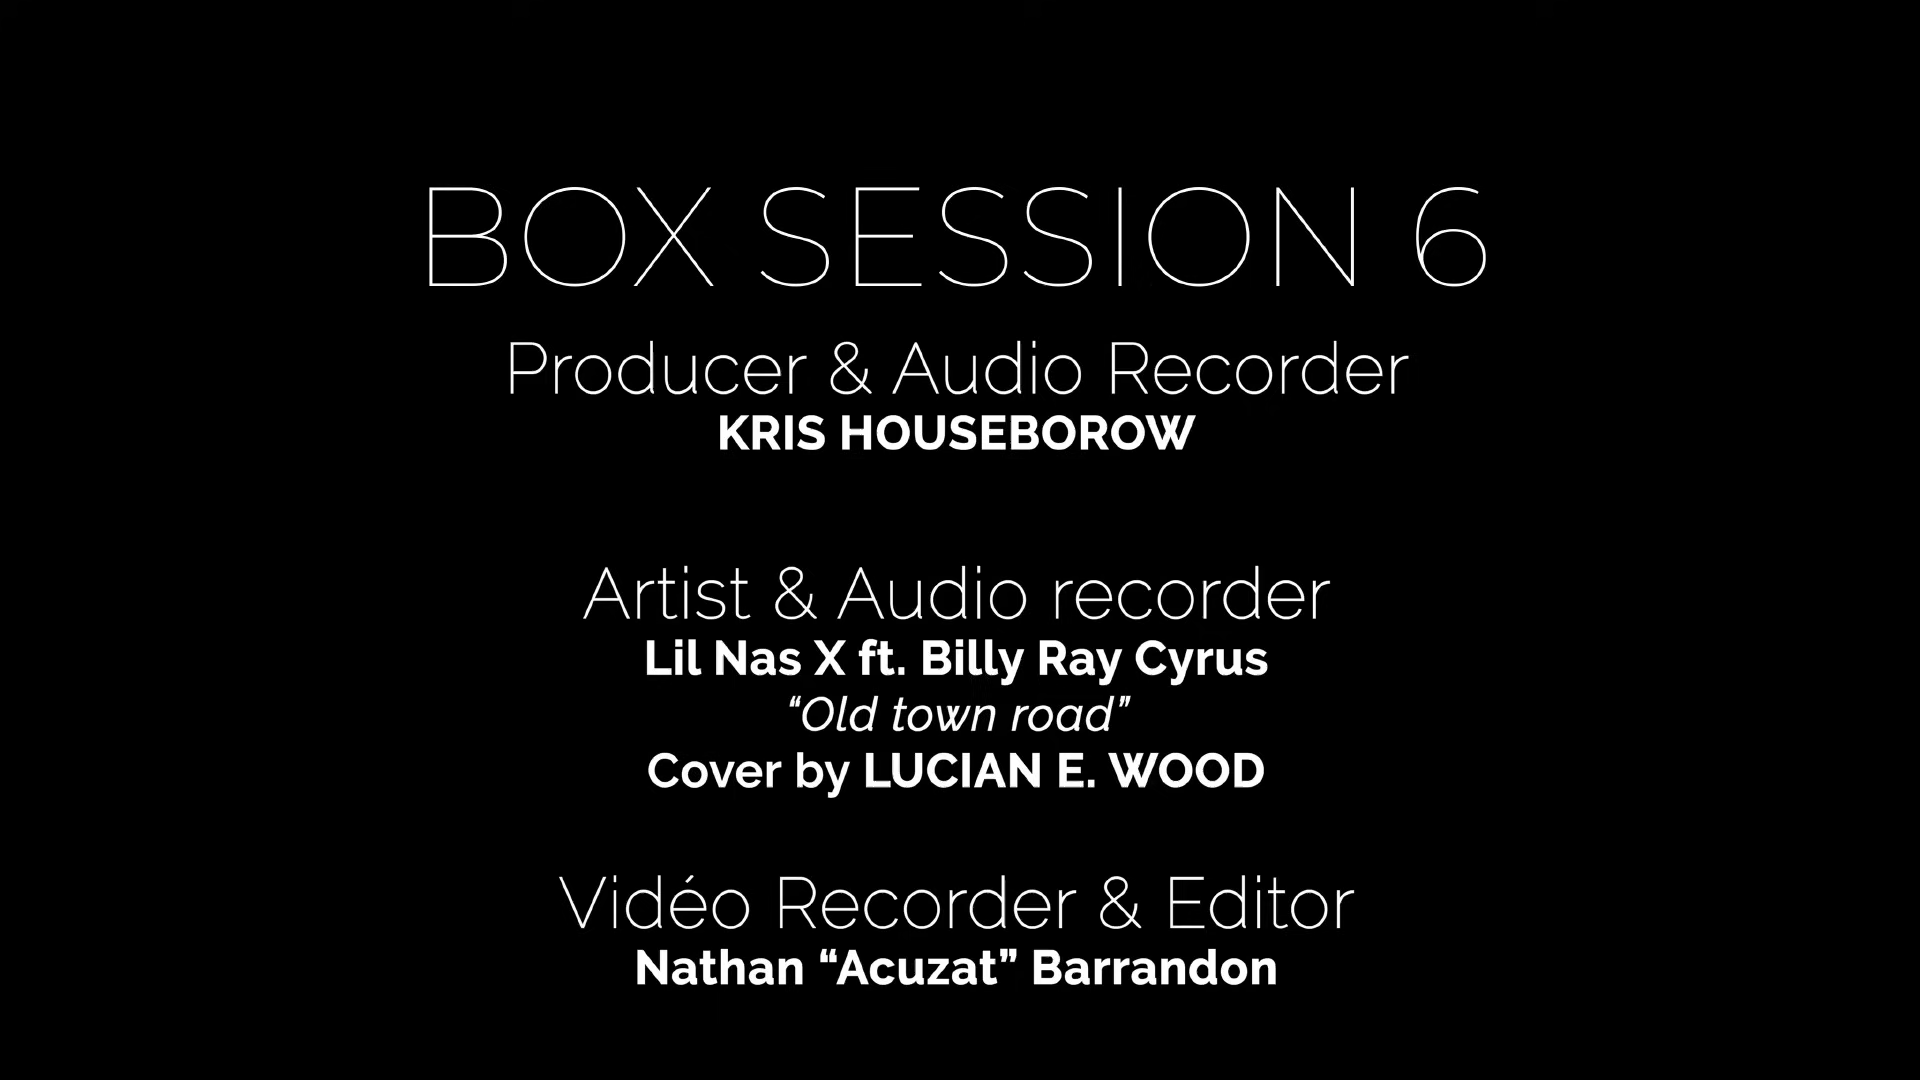 BOX SESSION 6
Producer & Audio Recorder
KRIS HOUSEBOROW
Artist & Audio recorder
Lil Nas X ft. Billy Ray Cyrus
“Old town road”
Cover by LUCIAN E. WOOD
Vidéo Recorder & Editor
Nathan “Acuzat” Barrandon